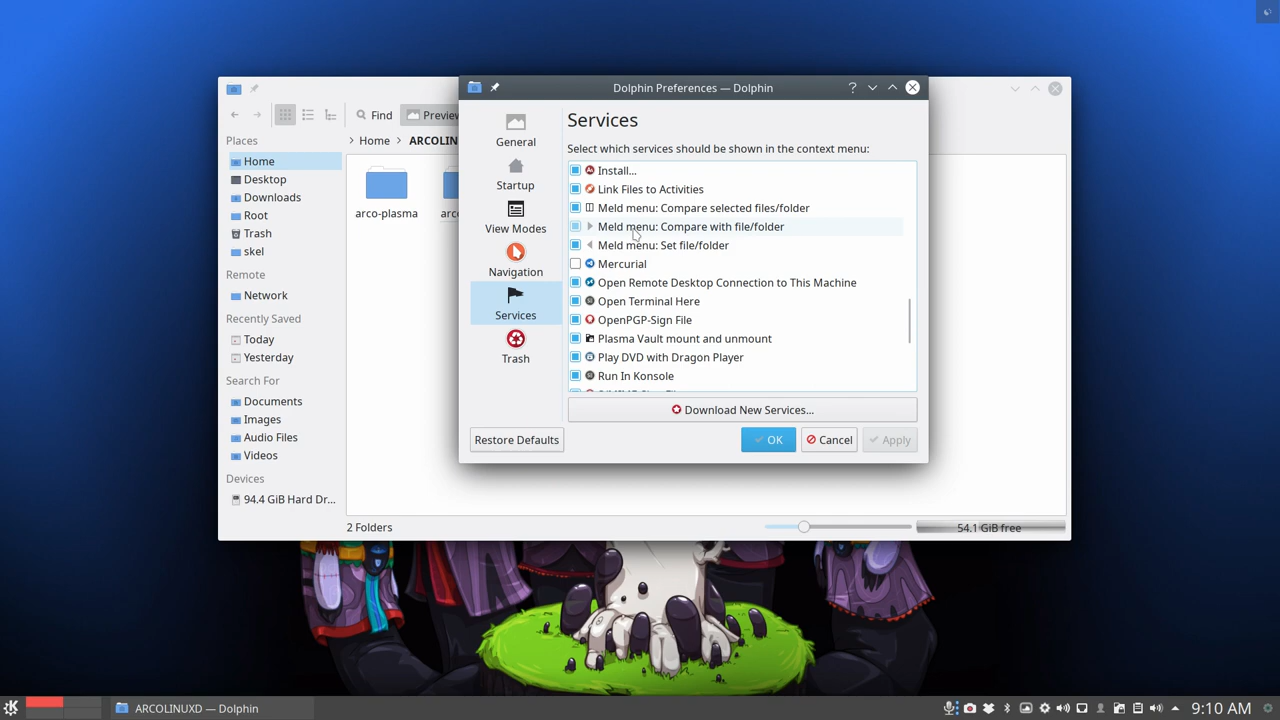 Dolphin Preferences — Dolphin
?
Find
Preview
Places
Home
Desktop
Downloads
Root
Trash
skel
Remote
Network
Recently Saved
Today
Yesterday
Search For
Documents
Images
Audio Files
Videos
Devices
94.4 GiB Hard Dr...
Home
ARCOLIN
arco-plasma
arc
2 Folders
54.1 GiB free
General
Startup
View Modes
Navigation
Services
Trash
Services
Select which services should be shown in the context menu:
Install...
Link Files to Activities
Meld menu: Compare selected files/folder
Meld menu: Compare with file/folder
Meld menu: Set file/folder
Mercurial
Open Remote Desktop Connection to This Machine
Open Terminal Here
OpenPGP-Sign File
Plasma Vault mount and unmount
Play DVD with Dragon Player
Run In Konsole
Download New Services...
Restore Defaults
OK
Cancel
Apply
ARCOLINUXD — Dolphin
9:10 AM